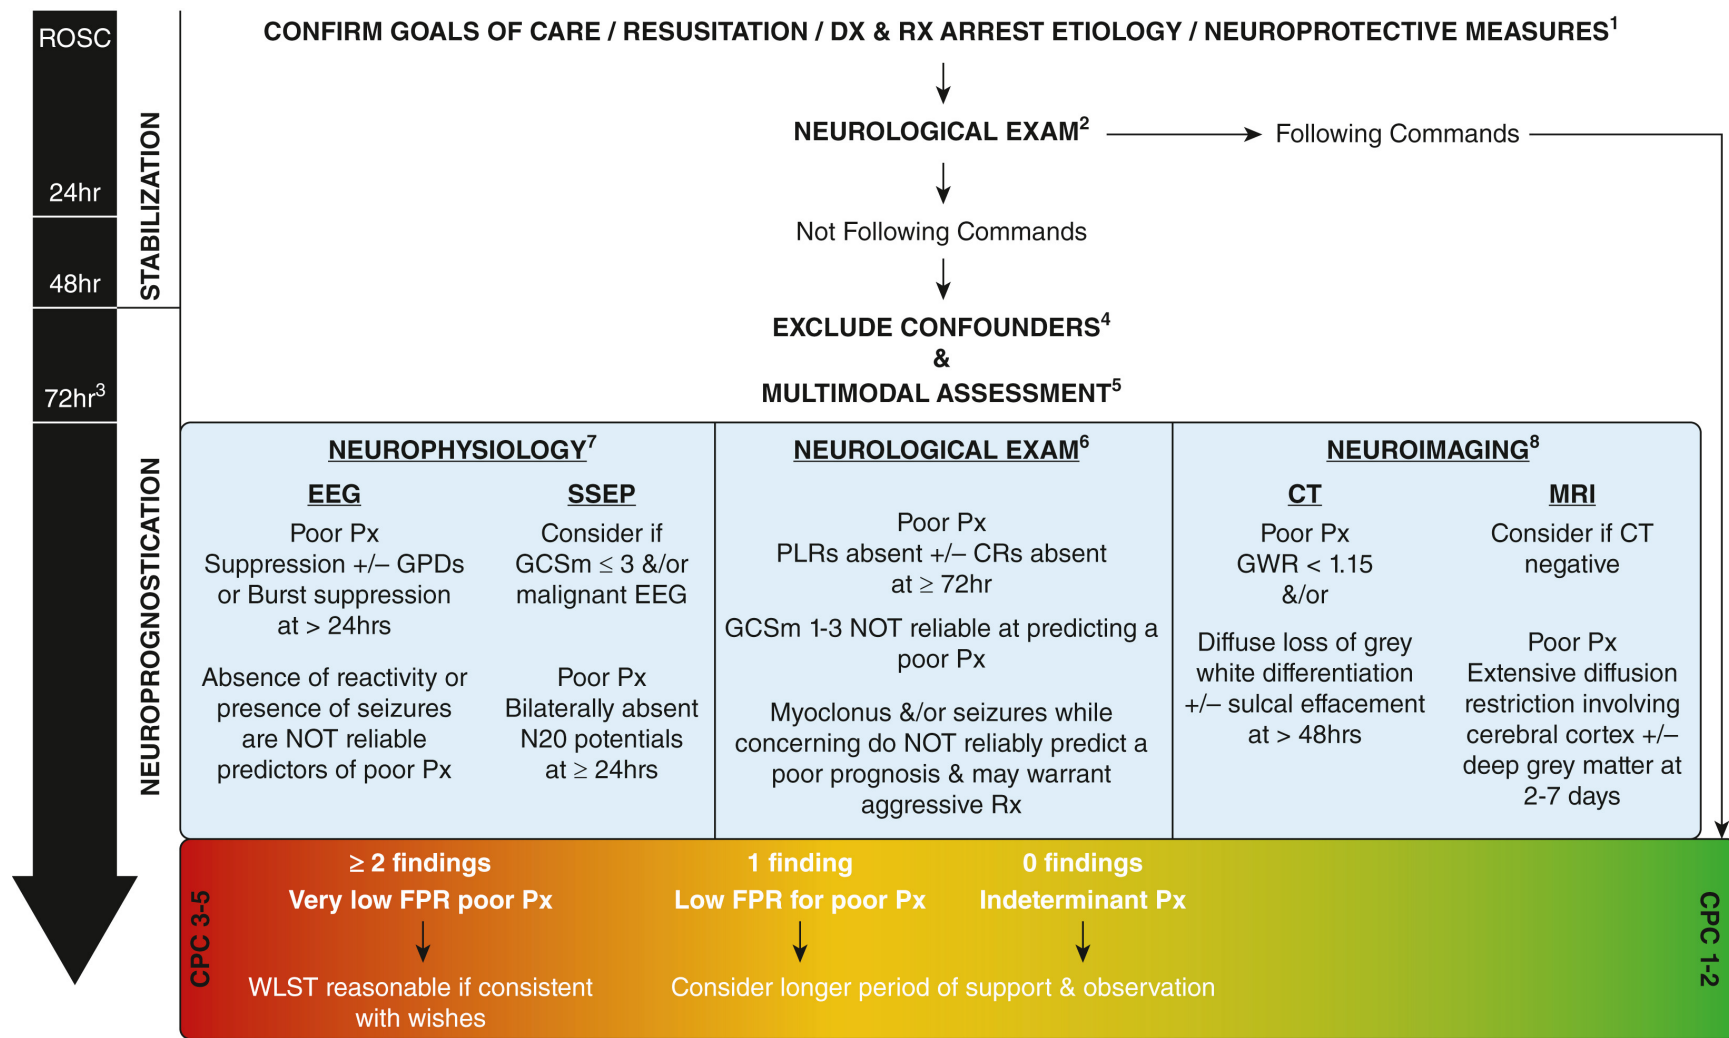 ROSC
24hr
48hr
72hr3
STABILIZATION
NEUROPROGNOSTICATION
CONFIRM GOALS OF CARE / RESUSITATION / DX & RX ARREST ETIOLOGY / NEUROPROTECTIVE MEASURES1
NEUROLOGICAL EXAM2
Following Commands
Not Following Commands
EXCLUDE CONFOUNDERS4
&
MULTIMODAL ASSESSMENT5
NEUROPHYSIOLOGY7
EEG
Poor Px
Suppression +/– GPDs
or Burst suppression
at > 24hrs
Absence of reactivity or
presence of seizures
are NOT reliable
predictors of poor Px
SSEP
Consider if
GCSm ≤ 3 &/or
malignant EEG
Poor Px
Bilaterally absent
N20 potentials
at ≥ 24hrs
NEUROLOGICAL EXAM6
Poor Px
PLRs absent +/– CRs absent
at ≥ 72hr
GCSm 1-3 NOT reliable at predicting a
poor Px
Myoclonus &/or seizures while
concerning do NOT reliably predict a
poor prognosis & may warrant
aggressive Rx
NEUROIMAGING8
CT
Poor Px
GWR < 1.15
&/or
Diffuse loss of grey
white differentiation
+/– sulcal effacement
at > 48hrs
MRI
Consider if CT
negative
Poor Px
Extensive diffusion
restriction involving
cerebral cortex +/–
deep grey matter at
2-7 days
CPC 3-5
≥ 2 findings
Very low FPR poor Px
WLST reasonable if consistent
with wishes
1 finding
Low FPR for poor Px
0 findings
Indeterminant Px
Consider longer period of support & observation
CPC 1-2